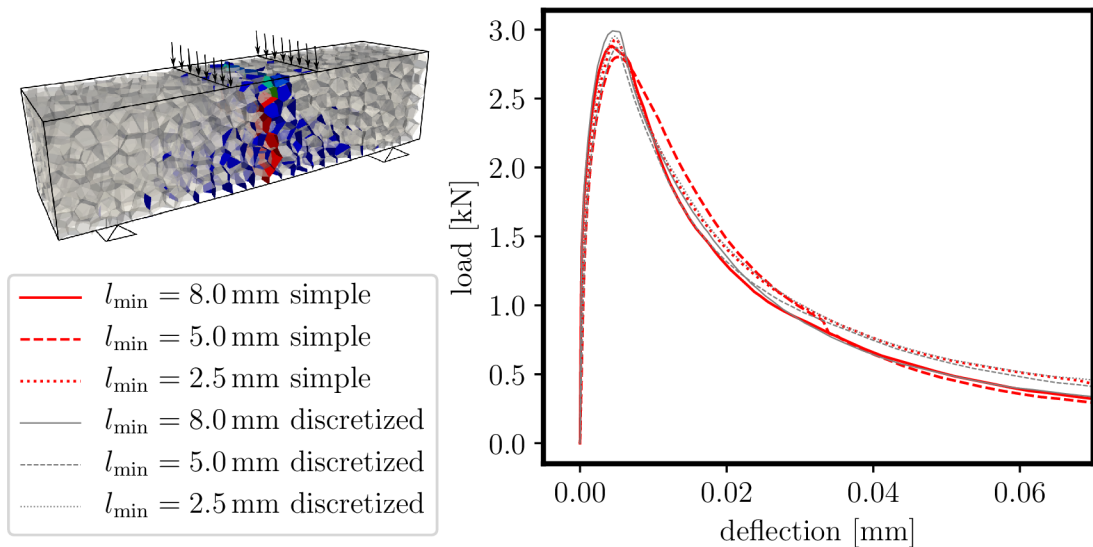 l_min = 8.0 mm simple
l_min = 5.0 mm simple
l_min = 2.5 mm simple
l_min = 8.0 mm discretized
l_min = 5.0 mm discretized
l_min = 2.5 mm discretized
load [kN]
3.0
2.5
2.0
1.5
1.0
0.5
0.0
0.00 0.02 0.04 0.06
deflection [mm]